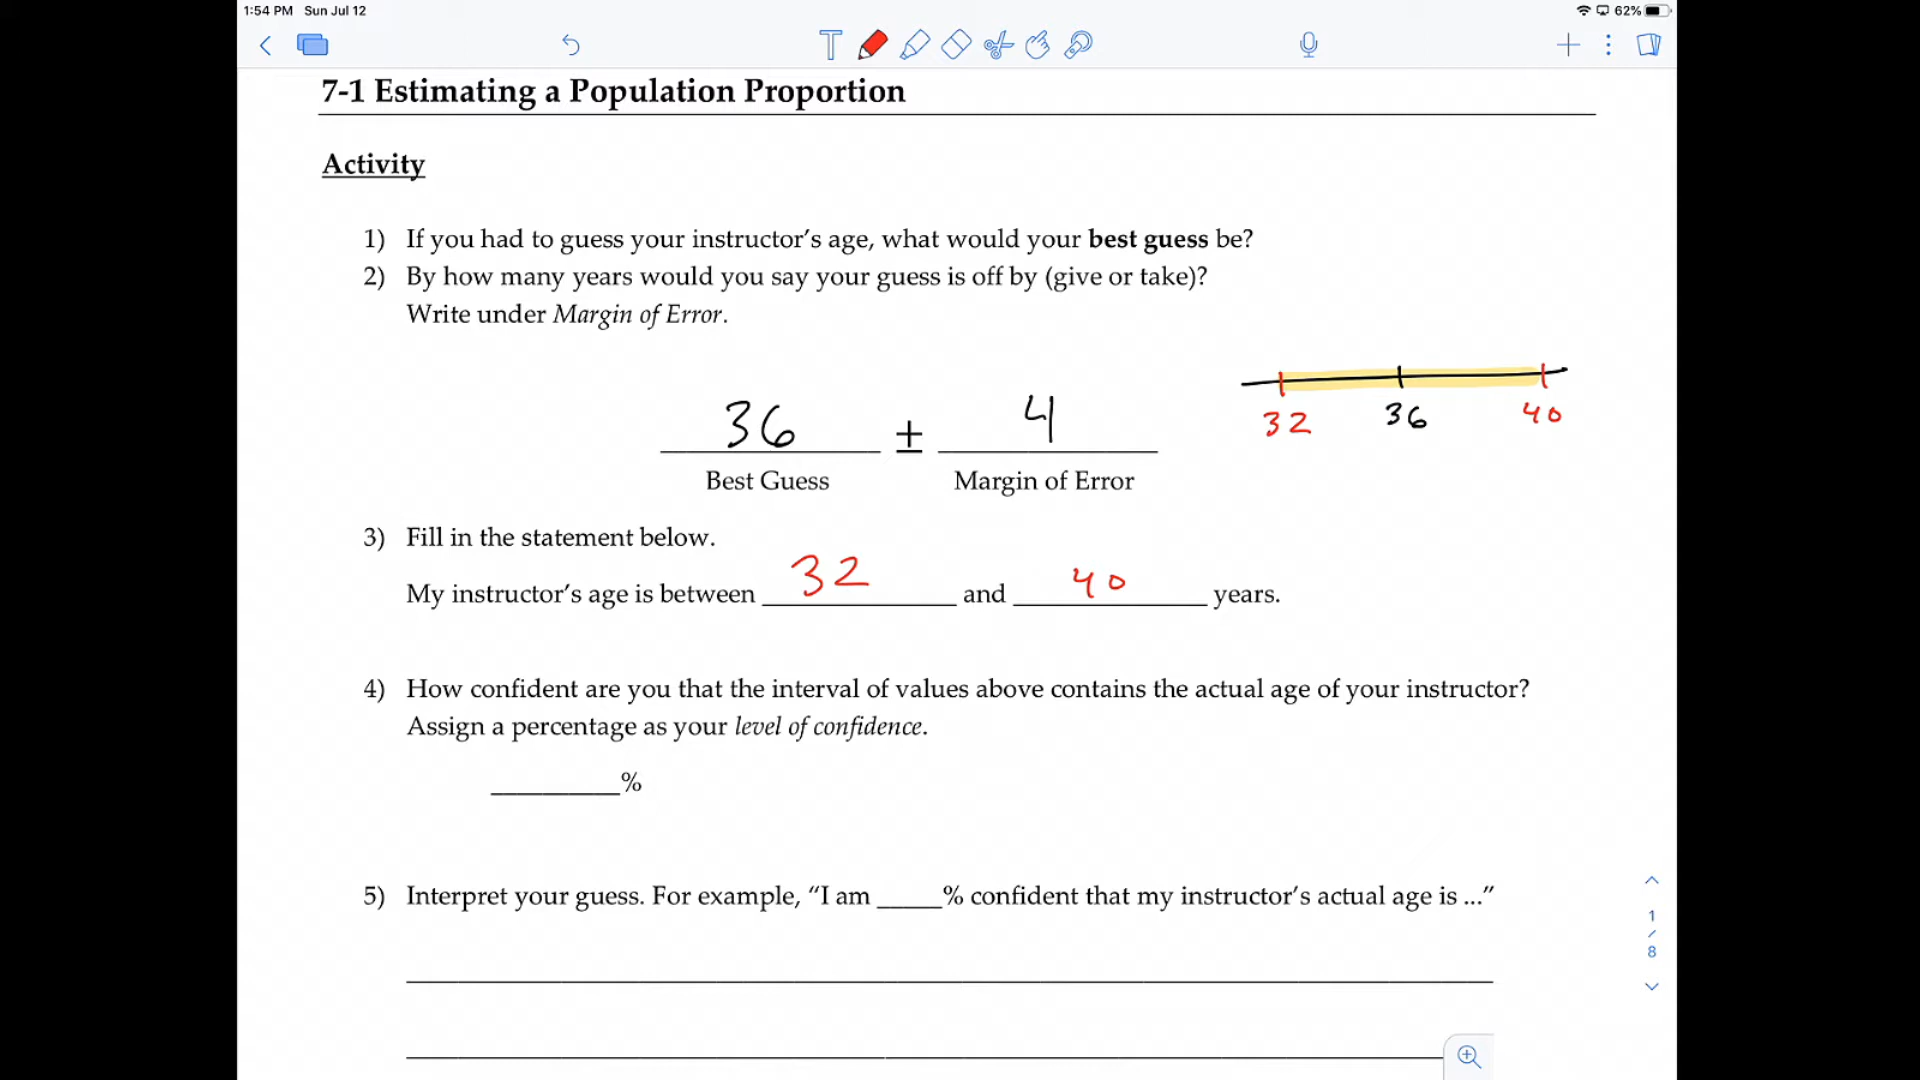 1:54 PM Sun Jul 12 62%
T
7-1 Estimating a Population Proportion
Activity
1) If you had to guess your instructor's age, what would your best guess be?
2) By how many years would you say your guess is off by (give or take)?
Write under Margin of Error.
32 36 40
36 ± 4
Best Guess Margin of Error
3) Fill in the statement below.
My instructor's age is between 32 and 40 years.
4) How confident are you that the interval of values above contains the actual age of your instructor?
Assign a percentage as your level of confidence.
__________%
5) Interpret your guess. For example, “I am _____% confident that my instructor's actual age is ...”
1
/
8